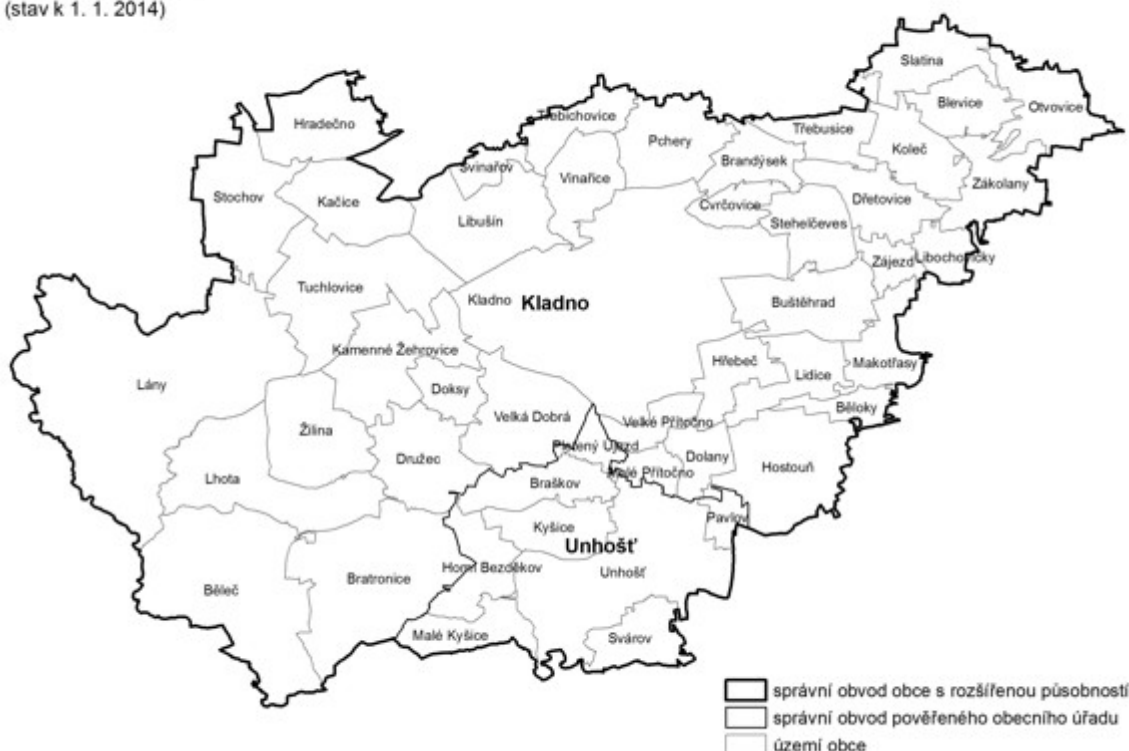 (stav k 1. 1. 2014)
Slatina
Blevice
Otvovice
Třebichovice
Hradečno
Pchery
Třebusice
Koleč
Brandýsek
Svinařov
Vinařice
Zákolany
Stochov
Kačice
Cvrčovice
Dřetovice
Libušín
Stehelčeves
Zájezd
Libochovičky
Tuchlovice
Kladno
Kladno
Buštěhrad
Kamenné Žehrovice
Hřebeč
Makotřasy
Lidice
Lány
Doksy
Běloky
Velká Dobrá
Velké Přítočno
Žilina
Pletený Újezd
Dolany
Družec
Hostouň
Malé Přítočno
Lhota
Braškov
Pavlov
Kyšice
Unhošť
Horní Bezděkov
Unhošť
Bratronice
Běleč
Malé Kyšice
Svárov
správní obvod obce s rozšířenou působností
správní obvod pověřeného obecního úřadu
území obce